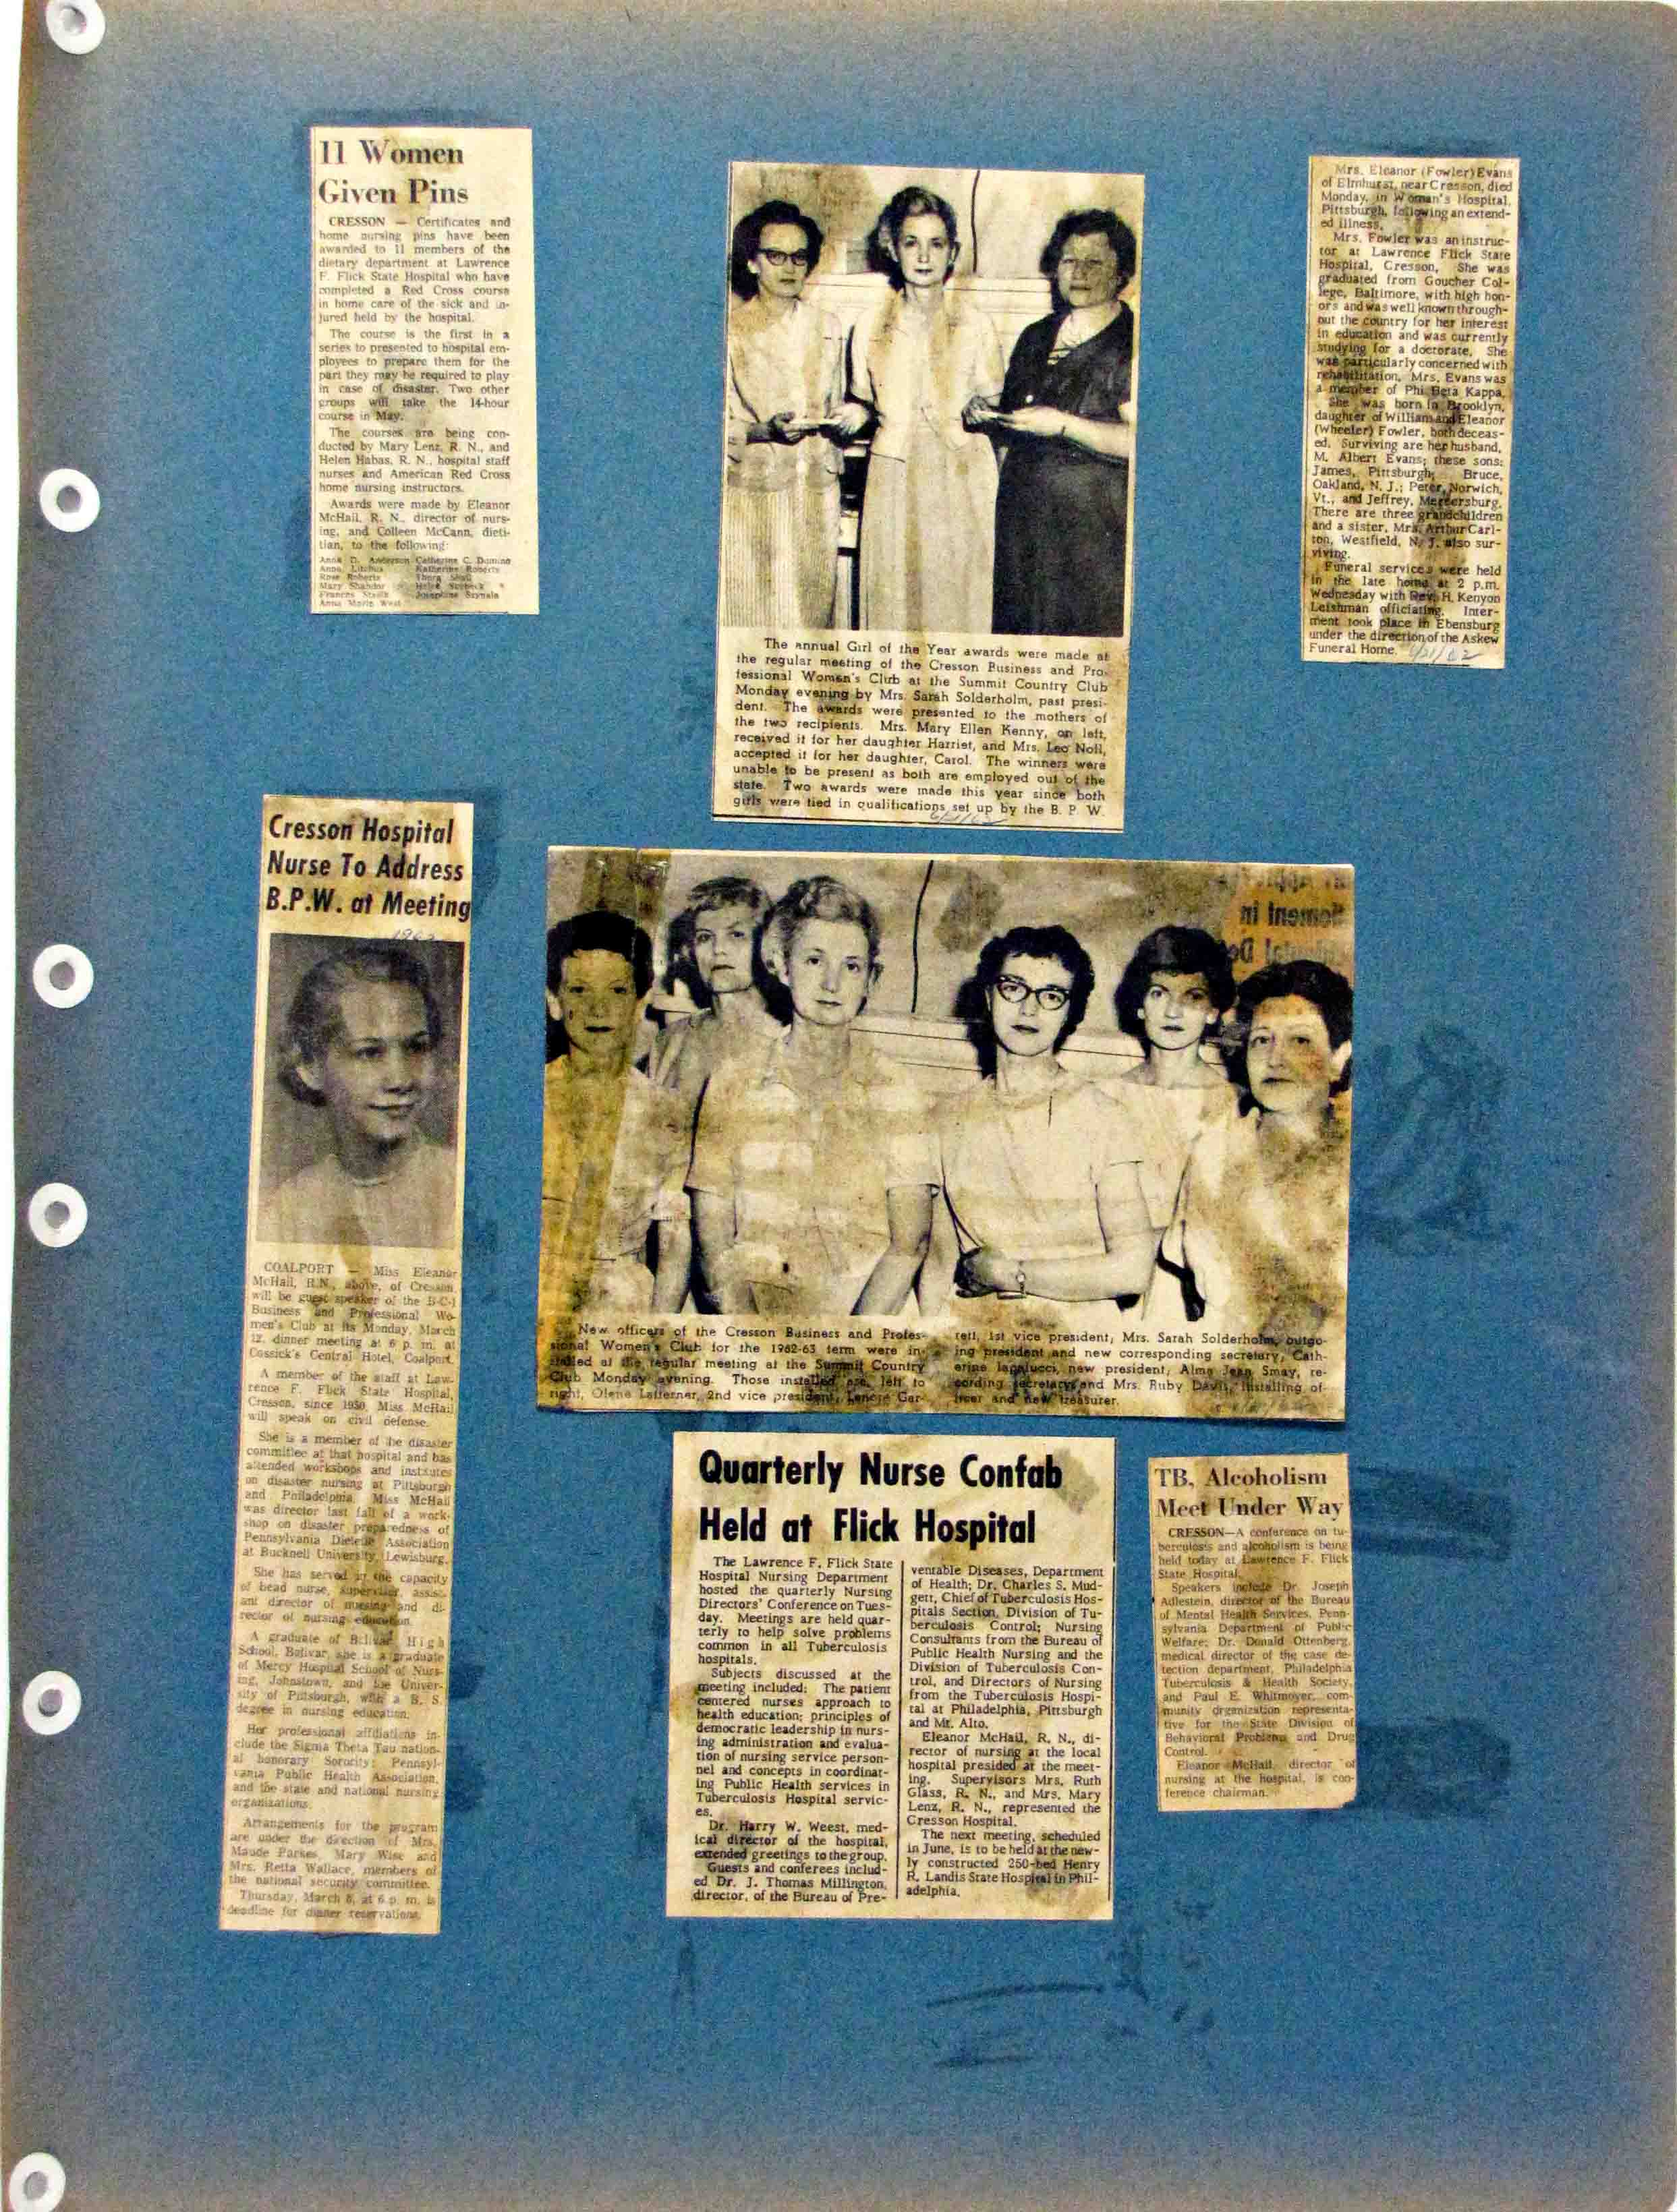 11 Women
Given Pins
CRESSON — Certificates and
home nursing pins have been
awarded to 11 members of the
dietary department at Lawrence
F. Flick State Hospital who have
completed a Red Cross course
in home care of the sick and in-
jured held by the hospital.
The course is the first in a
series to presented to hospital em-
ployees to prepare them for the
part they may be required to play
in case of disaster. Two other
groups will take the 14-hour
course in May.
The courses are being con-
ducted by Mary Lenz, R. N., and
Helen Habas, R. N., hospital staff
nurses and American Red Cross
home nursing instructors.
Awards were made by Eleanor
McHail, R. N., director of nurs-
ing, and Colleen McCann, dieti-
tian, to the following:
Anna D. Anderson Catherine C. Domino
Anna Katherine Roberts
Rose Roberts
Mary
Frances Josephine
Anna Marie West
The annual Girl of the Year awards were made at
the regular meeting of the Cresson Business and Pro-
fessional Women's Club at the Summit Country Club
Monday evening by Mrs. Sarah Solderholm, past presi-
dent. The awards were presented to the mothers of
the two recipients. Mrs. Mary Ellen Kenny, on left,
received it for her daughter Harriet, and Mrs. Leo Noll,
accepted it for her daughter, Carol. The winners were
unable to be present as both are employed out of the
state. Two awards were made this year since both
girls were tied in qualifications set up by the B. P. W.
Mrs. Eleanor (Fowler) Evans
of Elmhurst, near Cresson, died
Monday, in Woman's Hospital,
Pittsburgh, following an extend-
ed illness.
Mrs. Fowler was an instruc-
tor at Lawrence Flick State
Hospital, Cresson. She was
graduated from Goucher Col-
lege, Baltimore, with high hon-
ors and was well known through-
out the country for her interest
in education and was currently
studying for a doctorate. She
was particularly concerned with
rehabilitation. Mrs. Evans was
a member of Phi Beta Kappa.
She was born in Brooklyn,
daughter of William and Eleanor
(Wheeler) Fowler, both deceas-
ed. Surviving are her husband,
M. Albert Evans; these sons:
James, Pittsburgh; Bruce,
Oakland, N. J.; Peter, Norwich,
Vt., and Jeffrey, Mercersburg.
There are three grandchildren
and a sister, Mrs. Arthur Carl-
ton, Westfield, N. J. also sur-
viving.
Funeral services were held
in the late home at 2 p.m.
Wednesday with Rev. H. Kenyon
Leishman officiating. Inter-
ment took place in Ebensburg
under the direction of the Askew
Funeral Home.
Cresson Hospital
Nurse To Address
B.P.W. at Meeting
1962
COALPORT — Miss Eleanor
McHail, R.N., above, of Cresson
will be guest speaker of the B-C-I
Business and Professional Wo-
men's Club at its Monday, March
12, dinner meeting at 6 p. m. at
Cossick's Central Hotel, Coalport.
A member of the staff at Law-
rence F. Flick State Hospital,
Cresson, since 1950, Miss McHail
will speak on civil defense.
She is a member of he disaster
committee at that hospital and has
attended workshops and institutes
on disaster nursing at Pittsburgh
and Philadelphia. Miss McHail
was director last fall of a work-
shop on disaster preparedness of
Pennsylvania Dietetic Association
at Bucknell University, Lewisburg.
She has served in the capacity
of head nurse, supervisor, assist-
ant director of nursing and di-
rector of nursing education.
A graduate of Bolivar High
School, Bolivar, she is a graduate
of Mercy Hospital School of Nurs-
ing, Johnstown, and the Univer-
sity of Pittsburgh, with a B. S.
degree in nursing education.
Her professional affiliations in-
clude the Sigma Theta Tau nation-
al honorary Sorority; Pennsyl-
vania Public Health Association,
and the state and national nursing
organizations.
Arrangements for the program
are under the direction of Mrs.
Maude Parkes, Mary Wise and
Mrs. Retta Wallace, members of
the national security committee.
Thursday, March 8, at 6 p. m. is
deadline for dinner reservations.
New officers of the Cresson Business and Profes-
sional Women's Club for the 1962-63 term were in-
stalled at the regular meeting at the Summit Country
Club Monday evening. Those installed are, left to
right, Olene Lafferner, 2nd vice president, Lenore Gar-
rett, 1st vice president, Mrs. Sarah Solderholm, outgo-
ing president and new corresponding secretary, Cath-
erine Iapalucci, new president, Alma Jean Smay, re-
cording secretary and Mrs. Ruby Davis, installing of-
ficer and new treasurer.
Quarterly Nurse Confab
Held at Flick Hospital
The Lawrence F. Flick State
Hospital Nursing Department
hosted the quarterly Nursing
Directors' Conference on Tues-
day. Meetings are held quar-
terly to help solve problems
common in all Tuberculosis
hospitals.
Subjects discussed at the
meeting included: The patient
centered nurses approach to
health education; principles of
democratic leadership in nurs-
ing administration and evalua-
tion of nursing service person-
nel and concepts in coordinat-
ing Public Health services in
Tuberculosis Hospital servic-
es.
Dr. Harry W. Weest, med-
ical director of the hospital,
extended greetings to the group.
Guests and conferees includ-
ed Dr. J. Thomas Millington,
director, of the Bureau of Pre-
ventable Diseases, Department
of Health; Dr. Charles S. Mud-
gett, Chief of Tuberculosis Hos-
pitals Section, Division of Tu-
berculosis Control; Nursing
Consultants from the Bureau of
Public Health Nursing and the
Division of Tuberculosis Con-
trol, and Directors of Nursing
from the Tuberculosis Hospi-
tal at Philadelphia, Pittsburgh
and Mt. Alto.
Eleanor McHail, R. N., di-
rector of nursing at the local
hospital presided at the meet-
ing. Supervisors Mrs. Ruth
Glass, R. N., and Mrs. Mary
Lenz, R. N., represented the
Cresson Hospital.
The next meeting, scheduled
in June, is to be held at the new-
ly constructed 250-bed Henry
R. Landis State Hospital in Phil-
adelphia.
TB, Alcoholism
Meet Under Way
CRESSON—A conference on tu-
berculosis and alcoholism is being
held today at Lawrence F. Flick
State Hospital.
Speakers include Dr. Joseph
Adlestein, director of the Bureau
of Mental Health Services, Penn-
sylvania Department of Public
Welfare; Dr. Donald Ottenberg,
medical director of the case de-
tection department, Philadelphia
Tuberculosis & Health Society,
and Paul E. Whitmoyer, com-
munity organization representa-
tive for the State Division of
Behavioral Problems and Drug
Control.
Eleanor McHail, director of
nursing at the hospital, is con-
ference chairman.